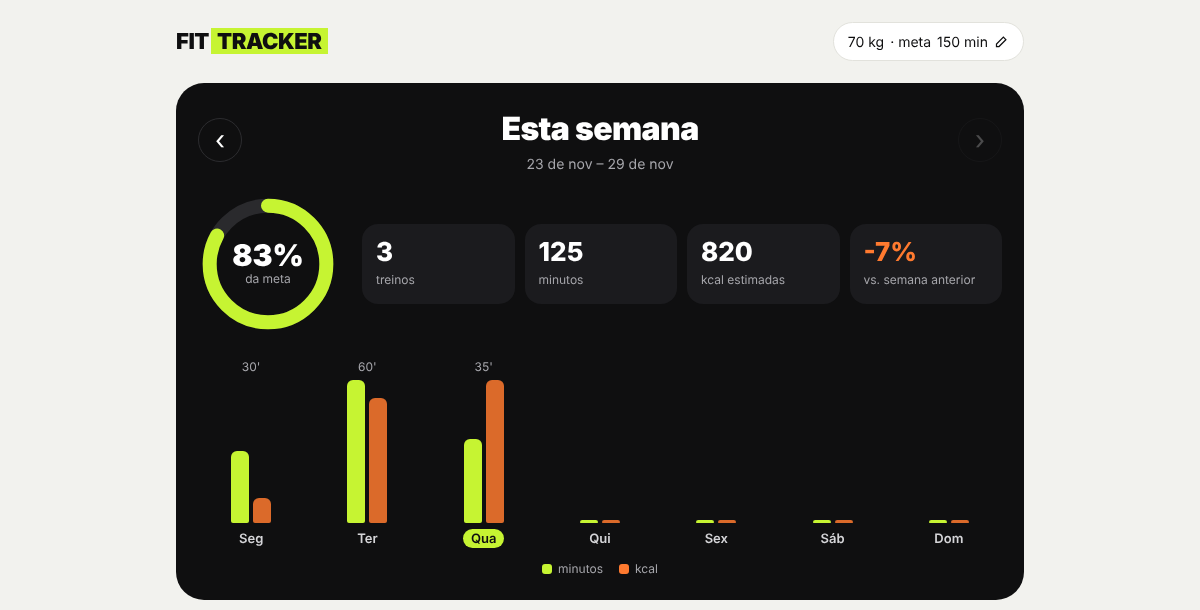 FIT TRACKER
70 kg · meta 150 min
Esta semana
23 de nov – 29 de nov
83%
da meta
3
treinos
125
minutos
820
kcal estimadas
-7%
vs. semana anterior
30' 60' 35'
Seg Ter Qua Qui Sex Sáb Dom
minutos kcal